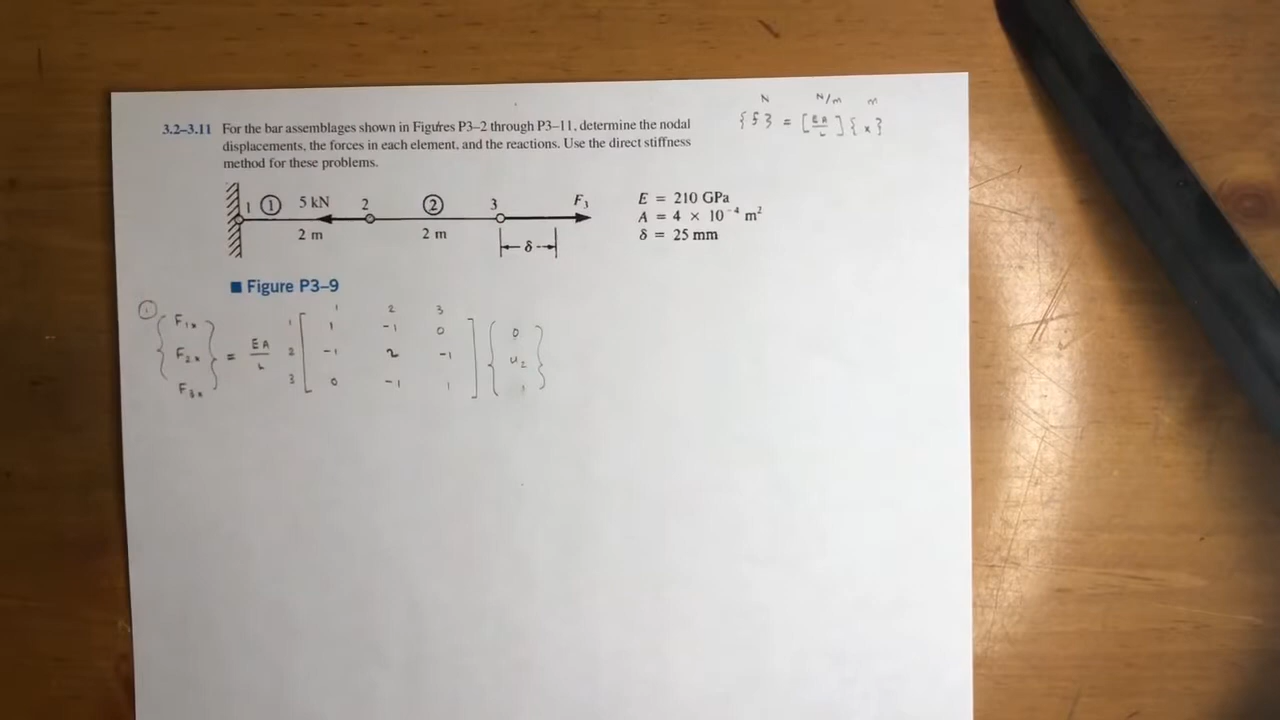 N N/m m
{f} = [EA/L]{x}
3.2–3.11 For the bar assemblages shown in Figures P3–2 through P3–11, determine the nodal
displacements, the forces in each element, and the reactions. Use the direct stiffness
method for these problems.
1 ① 5 kN 2 ② 3 F₃
2 m 2 m δ
E = 210 GPa
A = 4 × 10⁻⁴ m²
δ = 25 mm
■ Figure P3–9
①
1 2 3
F1x 1 1 -1 0 0
F2x = EA/L 2 -1 2 -1 u2
F3x 3 0 -1 1